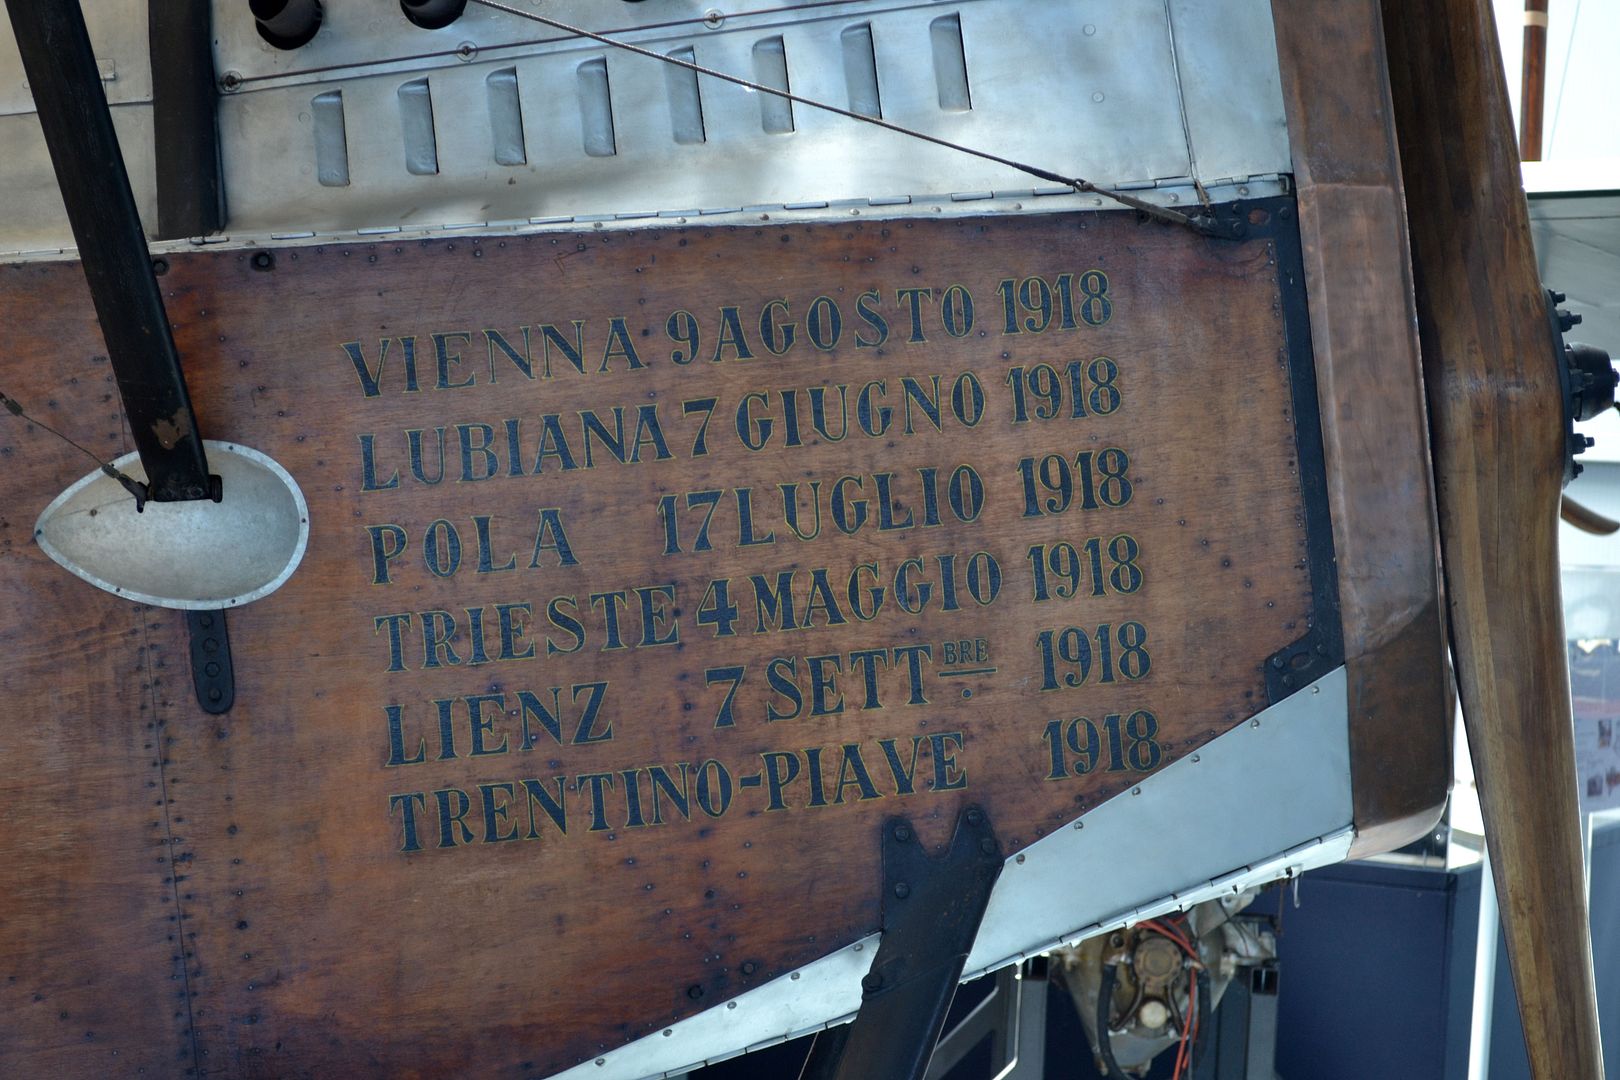 VIENNA 9 AGOSTO 1918
LUBIANA 7 GIUGNO 1918
POLA 17 LUGLIO 1918
TRIESTE 4 MAGGIO 1918
LIENZ 7 SETTBRE. 1918
TRENTINO-PIAVE 1918